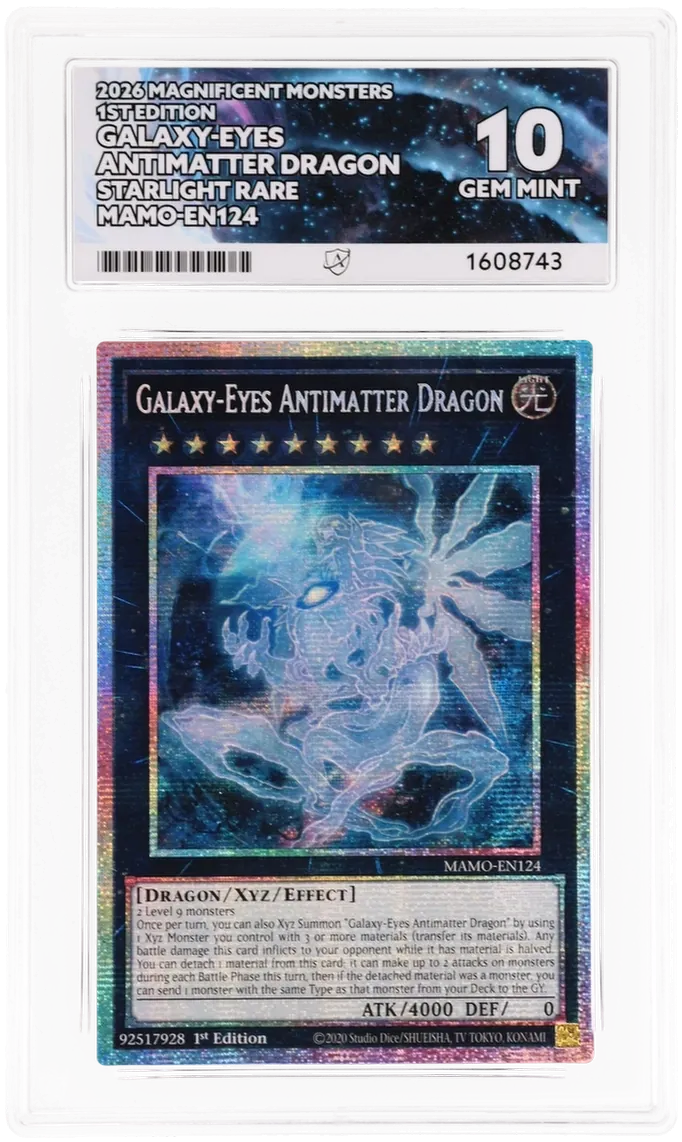 2026 MAGNIFICENT MONSTERS
1ST EDITION
GALAXY-EYES
ANTIMATTER DRAGON
STARLIGHT RARE
MAMO-EN124
10
GEM MINT
1608743
GALAXY-EYES ANTIMATTER DRAGON
LIGHT
光
MAMO-EN124
[DRAGON/XYZ/EFFECT]
2 Level 9 monsters
Once per turn, you can also Xyz Summon "Galaxy-Eyes Antimatter Dragon" by using
1 Xyz Monster you control with 3 or more materials (transfer its materials). Any
battle damage this card inflicts to your opponent while it has material is halved.
You can detach 1 material from this card; it can make up to 2 attacks on monsters
during each Battle Phase this turn, then if the detached material was a monster, you
can send 1 monster with the same Type as that monster from your Deck to the GY.
ATK/4000 DEF/ 0
92517928 1st Edition ©2020 Studio Dice/SHUEISHA, TV TOKYO, KONAMI